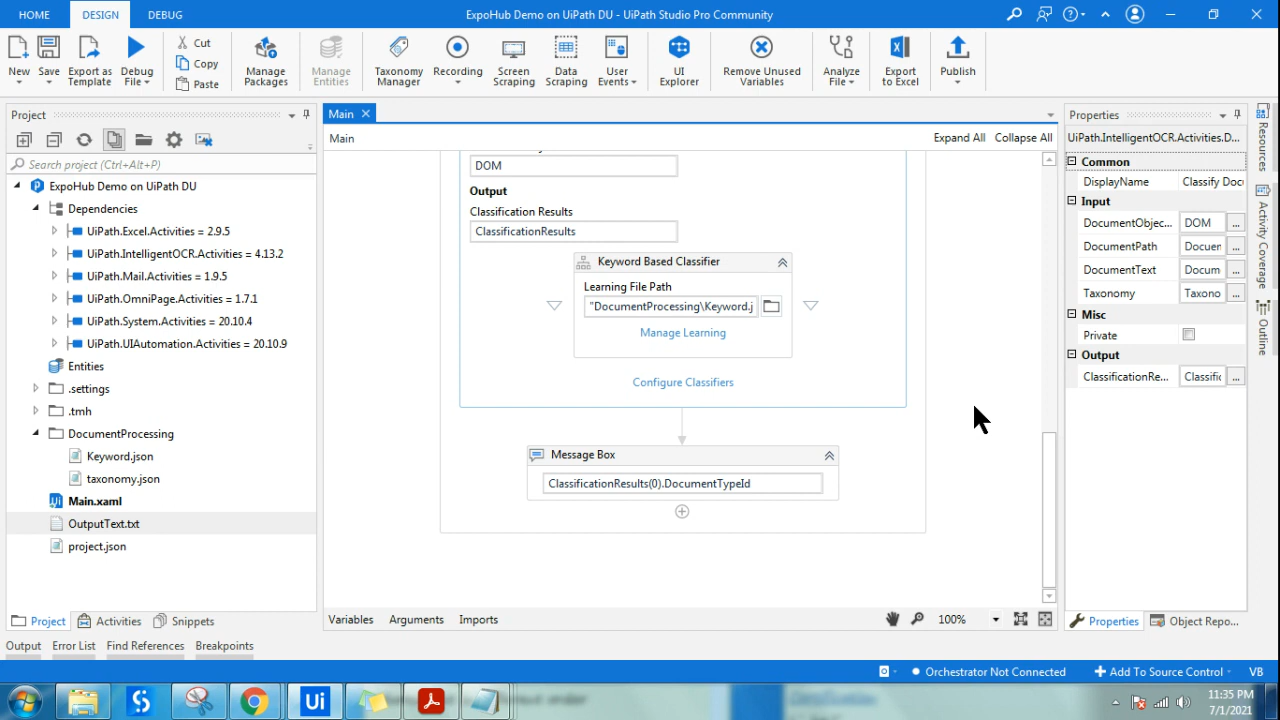 HOME
DESIGN
DEBUG
ExpoHub Demo on UiPath DU - UiPath Studio Pro Community
New
Save
Export as Template
Debug File
Cut
Copy
Paste
Manage Packages
Manage Entities
Taxonomy Manager
Recording
Screen Scraping
Data Scraping
User Events
UI Explorer
Remove Unused Variables
Analyze File
Export to Excel
Publish
Project
Search project (Ctrl+Alt+P)
ExpoHub Demo on UiPath DU
Dependencies
UiPath.Excel.Activities = 2.9.5
UiPath.IntelligentOCR.Activities = 4.13.2
UiPath.Mail.Activities = 1.9.5
UiPath.OmniPage.Activities = 1.7.1
UiPath.System.Activities = 20.10.4
UiPath.UIAutomation.Activities = 20.10.9
Entities
.settings
.tmh
DocumentProcessing
Keyword.json
taxonomy.json
Main.xaml
OutputText.txt
project.json
Project
Activities
Snippets
Output
Error List
Find References
Breakpoints
Main
Main
Expand All
Collapse All
DOM
Output
Classification Results
ClassificationResults
Keyword Based Classifier
Learning File Path
"DocumentProcessing\Keyword.j
Manage Learning
Configure Classifiers
Message Box
ClassificationResults(0).DocumentTypeId
Variables
Arguments
Imports
100%
Properties
UiPath.IntelligentOCR.Activities.D...
Common
DisplayName
Classify Docu
Input
DocumentObjec...
DOM
...
DocumentPath
Docum
...
DocumentText
Docum
...
Taxonomy
Taxono
...
Misc
Private
Output
ClassificationRe...
Classific
...
Properties
Object Repo...
Resources
Activity Coverage
Outline
Orchestrator Not Connected
Add To Source Control
VB
S
Ui
11:35 PM
7/1/2021